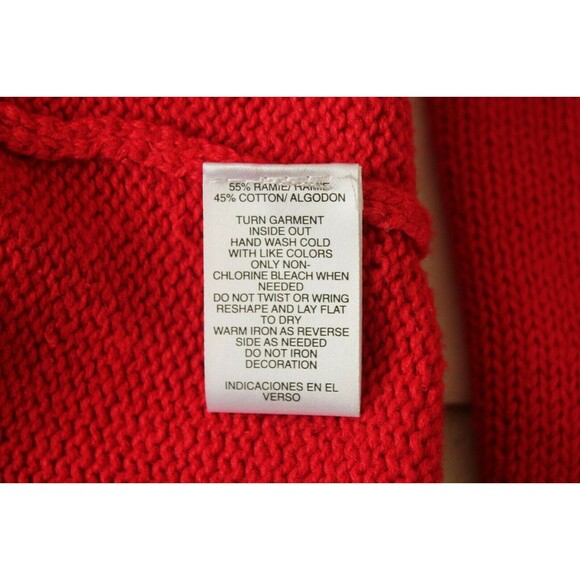 55% RAMIE/ RAMIE
45% COTTON/ ALGODON
TURN GARMENT
INSIDE OUT
HAND WASH COLD
WITH LIKE COLORS
ONLY NON-
CHLORINE BLEACH WHEN
NEEDED
DO NOT TWIST OR WRING
RESHAPE AND LAY FLAT
TO DRY
WARM IRON AS REVERSE
SIDE AS NEEDED
DO NOT IRON
DECORATION
INDICACIONES EN EL
VERSO